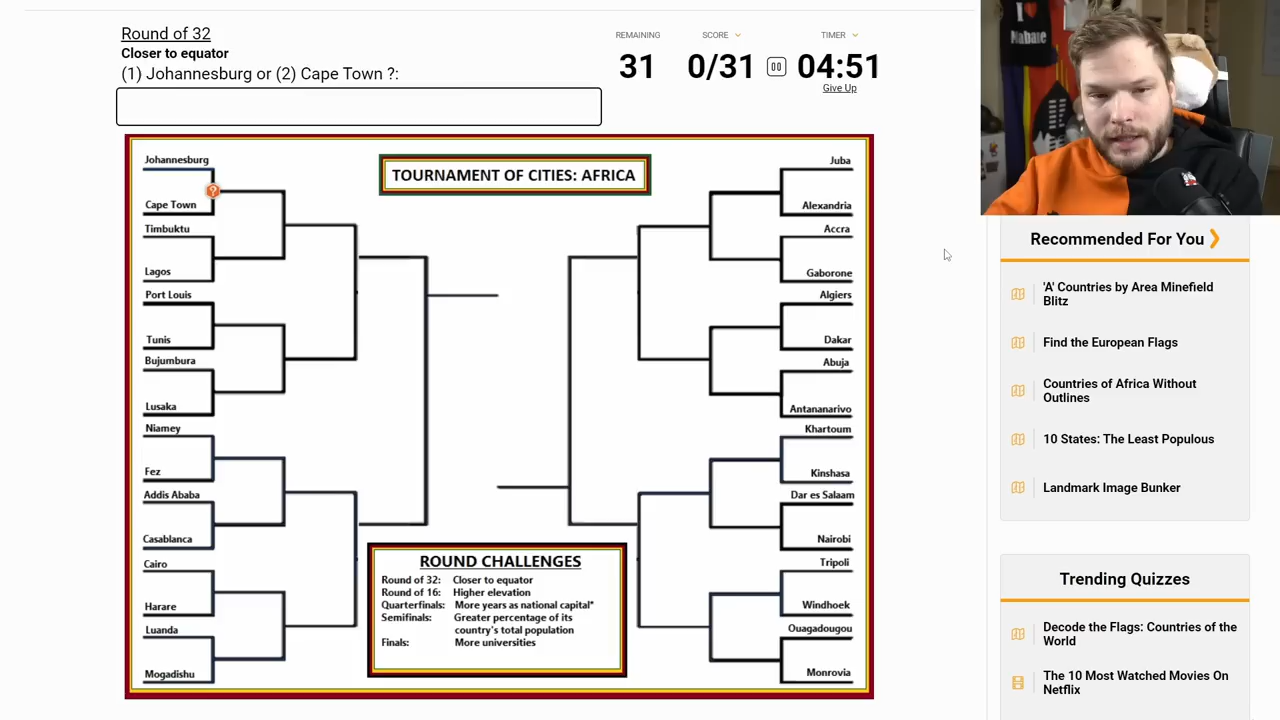 Round of 32
Closer to equator
(1) Johannesburg or (2) Cape Town ?:
REMAINING
31
SCORE
0/31
TIMER
04:51
Give Up
TOURNAMENT OF CITIES: AFRICA
Johannesburg
Cape Town
Timbuktu
Lagos
Port Louis
Tunis
Bujumbura
Lusaka
Niamey
Fez
Addis Ababa
Casablanca
Cairo
Harare
Luanda
Mogadishu
Juba
Alexandria
Accra
Gaborone
Algiers
Dakar
Abuja
Antananarivo
Khartoum
Kinshasa
Dar es Salaam
Nairobi
Tripoli
Windhoek
Ouagadougou
Monrovia
ROUND CHALLENGES
Round of 32: Closer to equator
Round of 16: Higher elevation
Quarterfinals: More years as national capital*
Semifinals: Greater percentage of its
country's total population
Finals: More universities
I
Mabane
Recommended For You
'A' Countries by Area Minefield
Blitz
Find the European Flags
Countries of Africa Without
Outlines
10 States: The Least Populous
Landmark Image Bunker
Trending Quizzes
Decode the Flags: Countries of the
World
The 10 Most Watched Movies On
Netflix